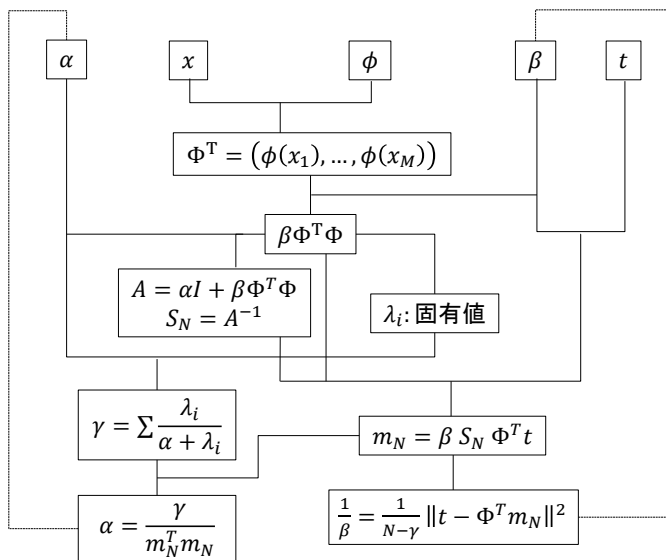 α
x
ϕ
β
t
Φ^T = (ϕ(x_1), ..., ϕ(x_M))
βΦ^TΦ
A = αI + βΦ^TΦ
S_N = A^{-1}
λ_i: 固有値
γ = ∑ λ_i / (α + λ_i)
m_N = β S_N Φ^T t
α = γ / (m_N^T m_N)
1/β = 1/(N−γ) ‖t − Φ^T m_N‖^2